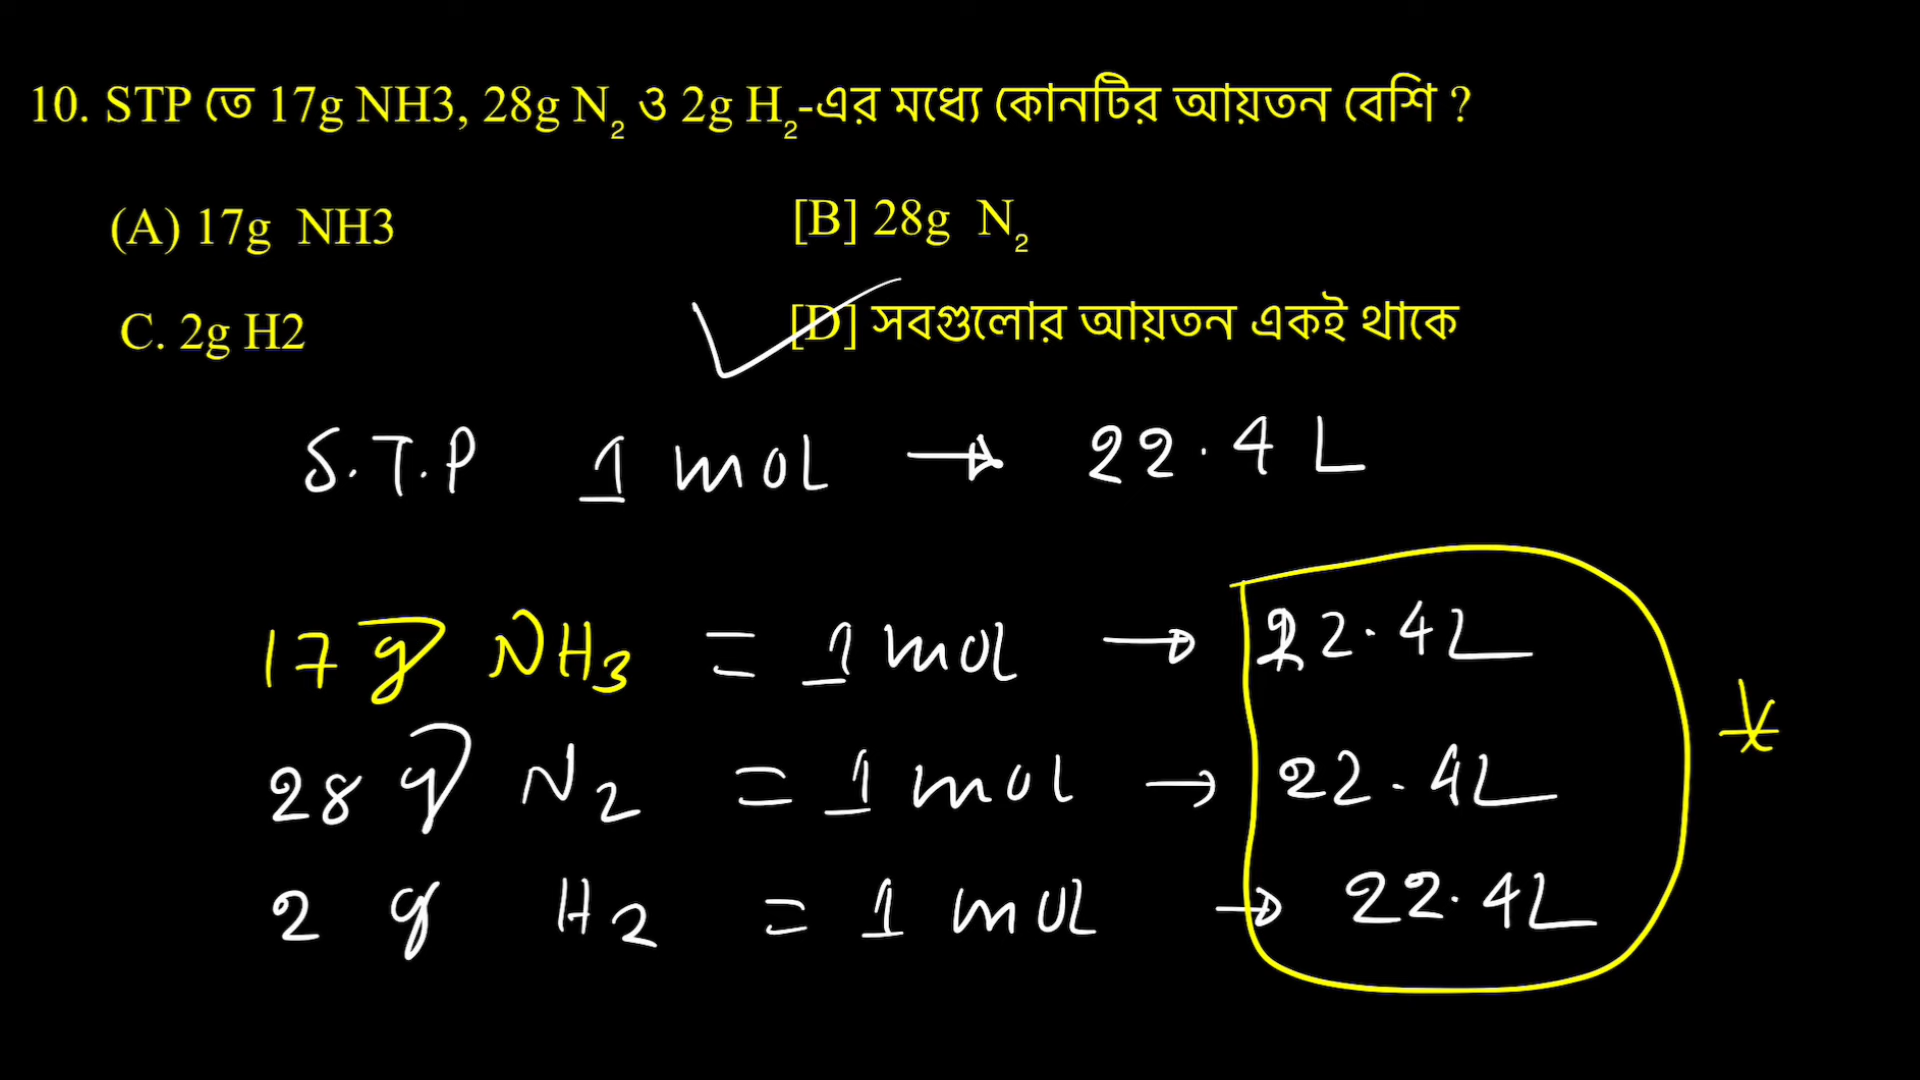 10. STP তে 17g NH3, 28g N₂ ও 2g H₂-এর মধ্যে কোনটির আয়তন বেশি ?
(A) 17g NH3 [B] 28g N₂
C. 2g H2 [D] সবগুলোর আয়তন একই থাকে
S.T.P 1 mol → 22.4 L
17 g NH3 = 1 mol → 22.4L
28 g N2 = 1 mol → 22.4L
2 g H2 = 1 mol → 22.4L